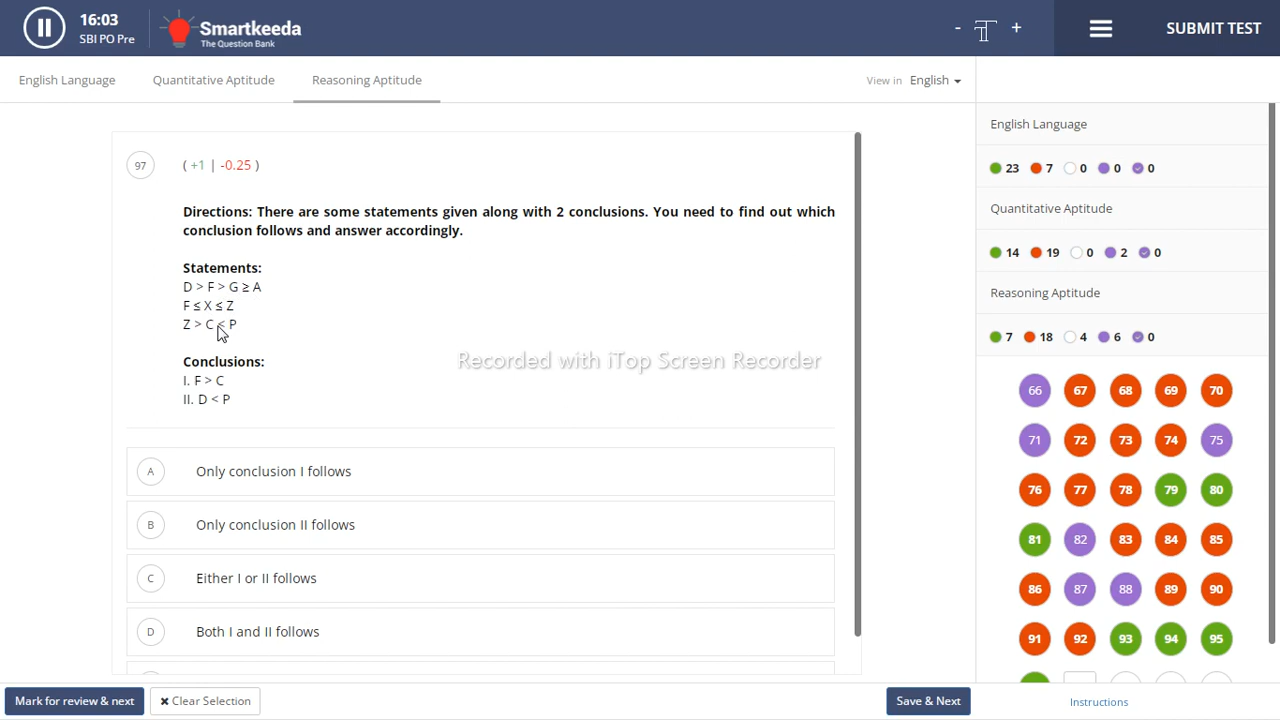 16:03
SBI PO Pre
Smartkeeda
The Question Bank
- T +
SUBMIT TEST
English Language
Quantitative Aptitude
Reasoning Aptitude
View in English
97
( +1 | -0.25 )
Directions: There are some statements given along with 2 conclusions. You need to find out which
conclusion follows and answer accordingly.
Statements:
D > F > G ≥ A
F ≤ X ≤ Z
Z > C < P
Conclusions:
I. F > C
II. D < P
Recorded with iTop Screen Recorder
A Only conclusion I follows
B Only conclusion II follows
C Either I or II follows
D Both I and II follows
Mark for review & next
✖ Clear Selection
Save & Next
English Language
23 7 0 0 0
Quantitative Aptitude
14 19 0 2 0
Reasoning Aptitude
7 18 4 6 0
66 67 68 69 70
71 72 73 74 75
76 77 78 79 80
81 82 83 84 85
86 87 88 89 90
91 92 93 94 95
Instructions